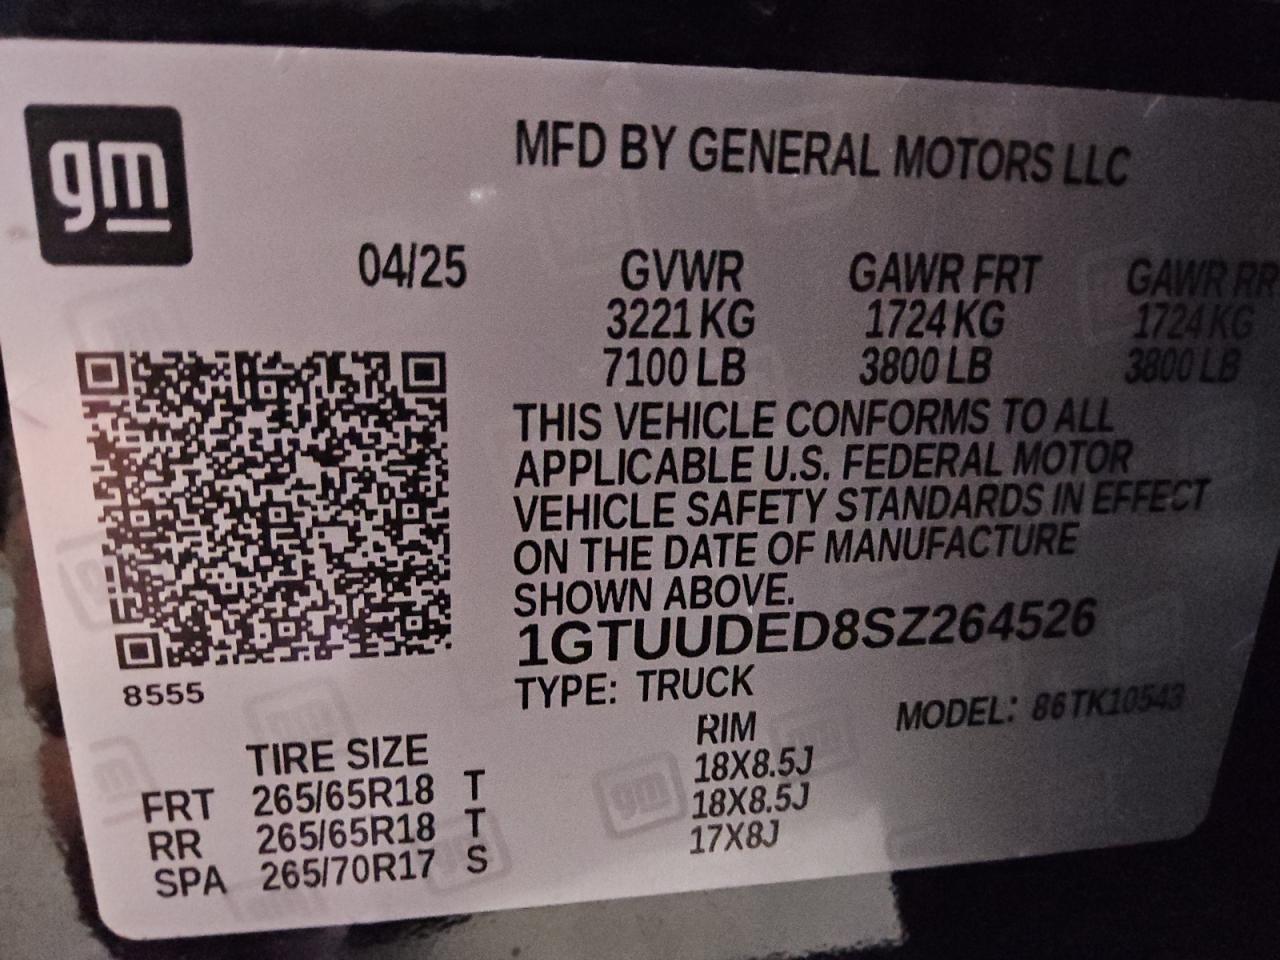 gm
MFD BY GENERAL MOTORS LLC
04/25 GVWR GAWR FRT GAWR RR
3221 KG 1724 KG 1724 KG
7100 LB 3800 LB 3800 LB
THIS VEHICLE CONFORMS TO ALL
APPLICABLE U.S. FEDERAL MOTOR
VEHICLE SAFETY STANDARDS IN EFFECT
ON THE DATE OF MANUFACTURE
SHOWN ABOVE.
1GTUUDED8SZ264526
8555
TYPE: TRUCK MODEL: 86TK10543
TIRE SIZE RIM
FRT 265/65R18 T 18X8.5J
RR 265/65R18 T 18X8.5J
SPA 265/70R17 S 17X8J